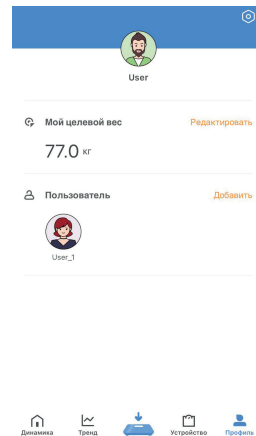 User
Мой целевой вес Редактировать
77.0 кг
Пользователь Добавить
User_1
Динамика Тренд Устройство Профиль